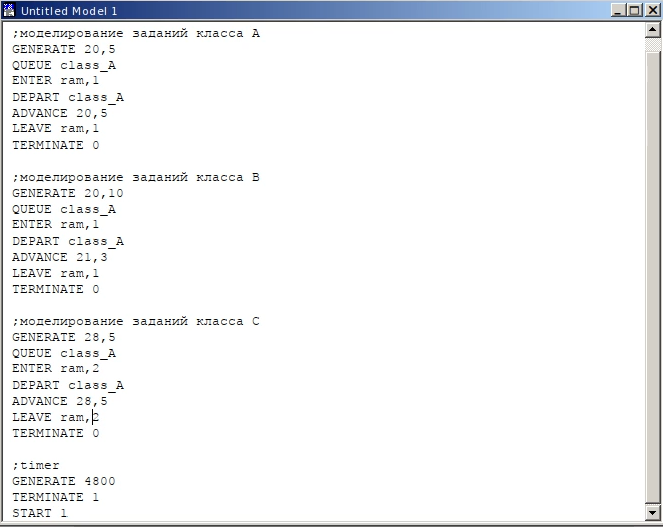 Untitled Model 1
;моделирование заданий класса А
GENERATE 20,5
QUEUE class_A
ENTER ram,1
DEPART class_A
ADVANCE 20,5
LEAVE ram,1
TERMINATE 0
;моделирование заданий класса В
GENERATE 20,10
QUEUE class_A
ENTER ram,1
DEPART class_A
ADVANCE 21,3
LEAVE ram,1
TERMINATE 0
;моделирование заданий класса С
GENERATE 28,5
QUEUE class_A
ENTER ram,2
DEPART class_A
ADVANCE 28,5
LEAVE ram,2
TERMINATE 0
;timer
GENERATE 4800
TERMINATE 1
START 1